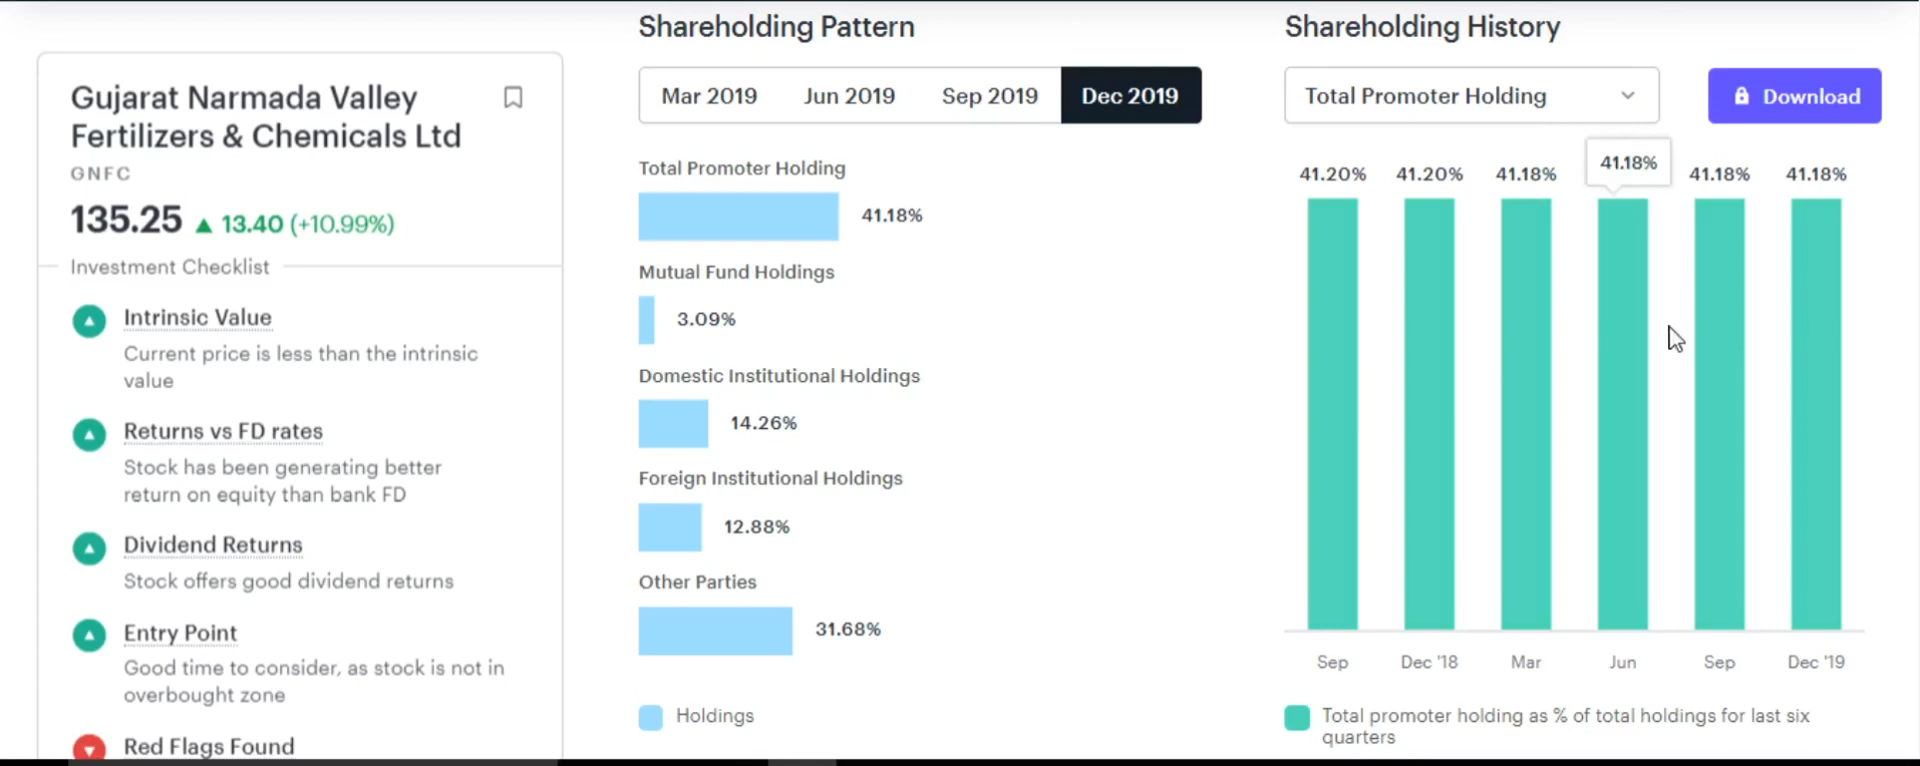 Gujarat Narmada Valley
Fertilizers & Chemicals Ltd
GNFC
135.25 ▲ 13.40 (+10.99%)
Investment Checklist
Intrinsic Value
Current price is less than the intrinsic
value
Returns vs FD rates
Stock has been generating better
return on equity than bank FD
Dividend Returns
Stock offers good dividend returns
Entry Point
Good time to consider, as stock is not in
overbought zone
Red Flags Found
Shareholding Pattern
Mar 2019 Jun 2019 Sep 2019 Dec 2019
Total Promoter Holding
41.18%
Mutual Fund Holdings
3.09%
Domestic Institutional Holdings
14.26%
Foreign Institutional Holdings
12.88%
Other Parties
31.68%
Holdings
Shareholding History
Total Promoter Holding Download
41.20% 41.20% 41.18% 41.18% 41.18% 41.18%
Sep Dec '18 Mar Jun Sep Dec '19
Total promoter holding as % of total holdings for last six
quarters